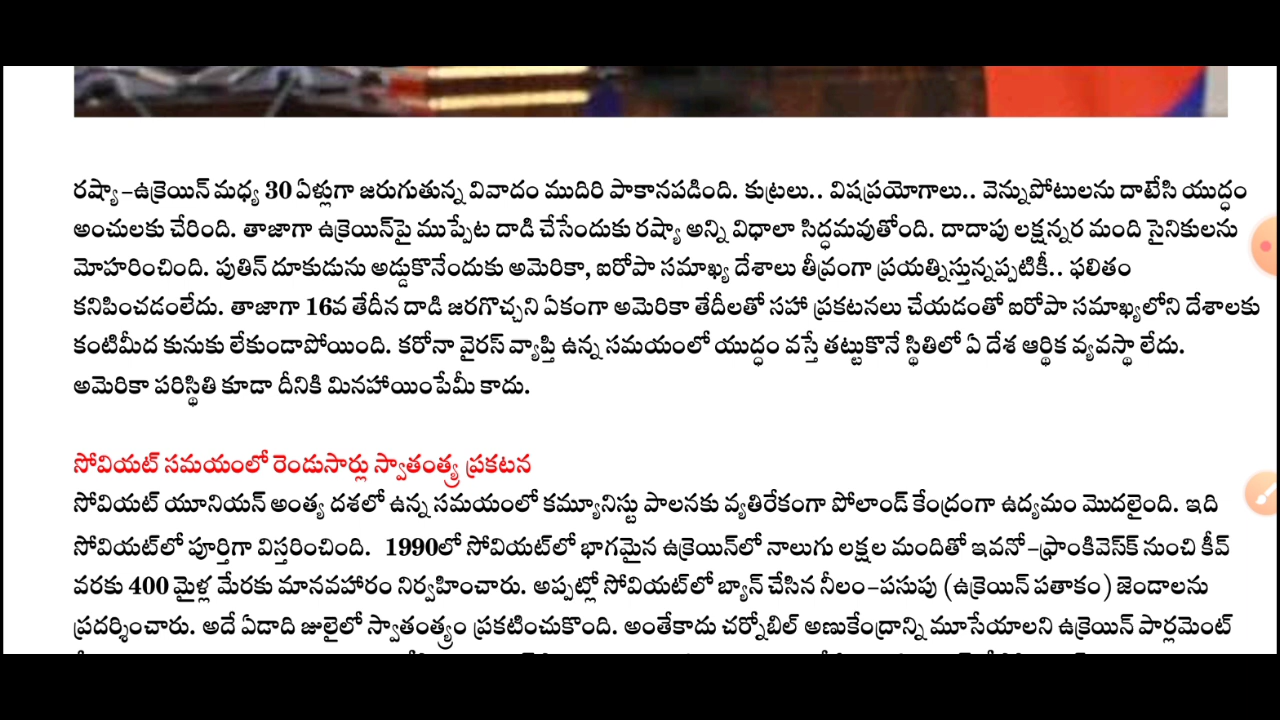 రష్యా-ఉక్రెయిన్ మధ్య 30 ఏళ్లుగా జరుగుతున్న వివాదం ముదిరి పాకానపడింది. కుట్రలు.. విషప్రయోగాలు.. వెన్నుపోటులను దాటేసి యుద్ధం
అంచులకు చేరింది. తాజాగా ఉక్రెయిన్‌పై ముప్పేట దాడి చేసేందుకు రష్యా అన్ని విధాలా సిద్ధమవుతోంది. దాదాపు లక్షన్నర మంది సైనికులను
మోహరించింది. పుతిన్ దూకుడును అడ్డుకొనేందుకు అమెరికా, ఐరోపా సమాఖ్య దేశాలు తీవ్రంగా ప్రయత్నిస్తున్నప్పటికీ.. ఫలితం
కనిపించడంలేదు. తాజాగా 16వ తేదీన దాడి జరగొచ్చని ఏకంగా అమెరికా తేదీలతో సహా ప్రకటనలు చేయడంతో ఐరోపా సమాఖ్యలోని దేశాలకు
కంటిమీద కునుకు లేకుండాపోయింది. కరోనా వైరస్ వ్యాప్తి ఉన్న సమయంలో యుద్ధం వస్తే తట్టుకొనే స్థితిలో ఏ దేశ ఆర్థిక వ్యవస్థా లేదు.
అమెరికా పరిస్థితి కూడా దీనికి మినహాయింపేమీ కాదు.
సోవియట్ సమయంలో రెండుసార్లు స్వాతంత్ర్య ప్రకటన
సోవియట్ యూనియన్ అంత్య దశలో ఉన్న సమయంలో కమ్యూనిస్టు పాలనకు వ్యతిరేకంగా పోలాండ్ కేంద్రంగా ఉద్యమం మొదలైంది. ఇది
సోవియట్‌లో పూర్తిగా విస్తరించింది. 1990లో సోవియట్‌లో భాగమైన ఉక్రెయిన్‌లో నాలుగు లక్షల మందితో ఇవనో-ఫ్రాంకివెస్‌క్ నుంచి కీవ్
వరకు 400 మైళ్ల మేరకు మానవహారం నిర్వహించారు. అప్పట్లో సోవియట్‌లో బ్యాన్ చేసిన నీలం-పసుపు (ఉక్రెయిన్ పతాకం) జెండాలను
ప్రదర్శించారు. అదే ఏడాది జులైలో స్వాతంత్ర్యం ప్రకటించుకొంది. అంతేకాదు చర్నోబిల్ అణుకేంద్రాన్ని మూసేయాలని ఉక్రెయిన్ పార్లమెంట్